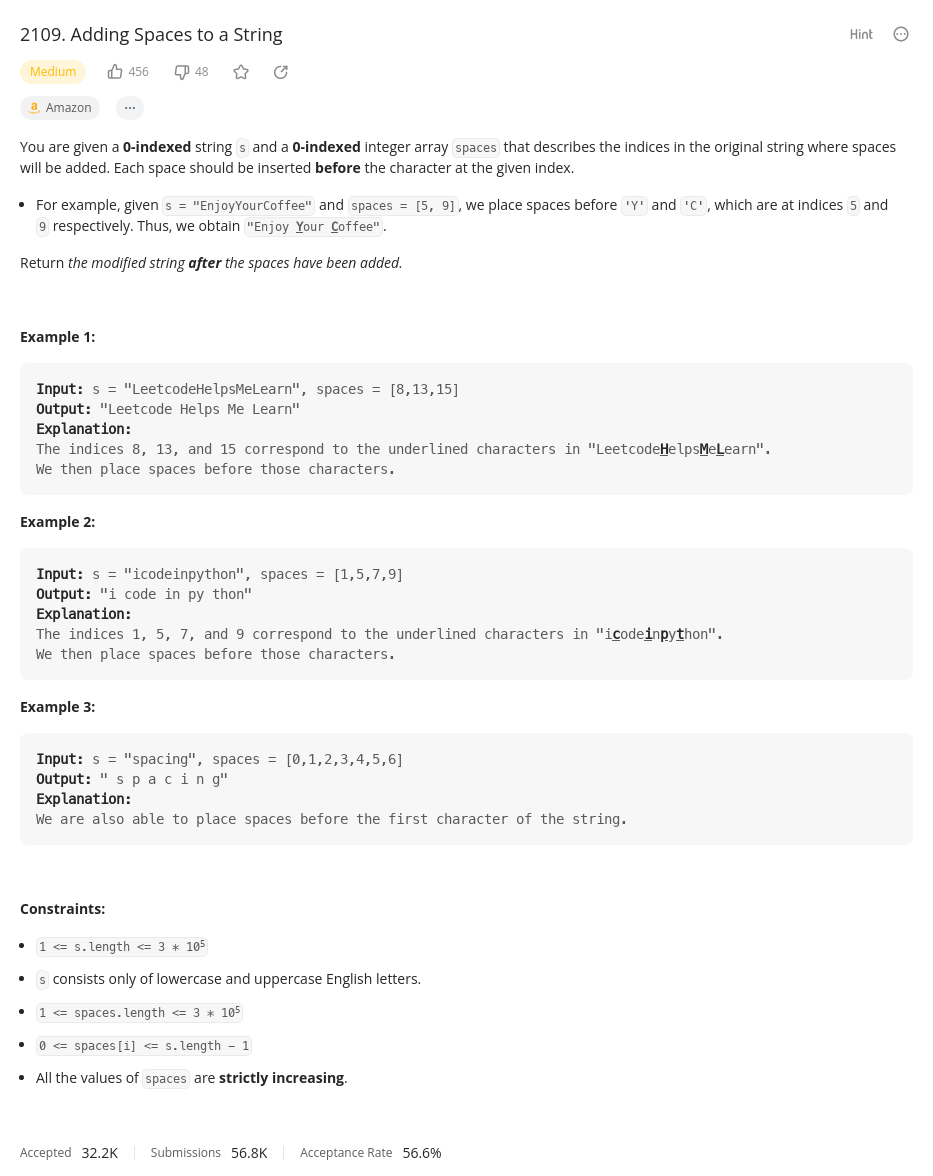 2109. Adding Spaces to a String
Hint
Medium 456 48
a Amazon ...
You are given a 0-indexed string s and a 0-indexed integer array spaces that describes the indices in the original string where spaces
will be added. Each space should be inserted before the character at the given index.
• For example, given s = "EnjoyYourCoffee" and spaces = [5, 9], we place spaces before 'Y' and 'C', which are at indices 5 and
9 respectively. Thus, we obtain "Enjoy Your Coffee".
Return the modified string after the spaces have been added.
Example 1:
Input: s = "LeetcodeHelpsMeLearn", spaces = [8,13,15]
Output: "Leetcode Helps Me Learn"
Explanation:
The indices 8, 13, and 15 correspond to the underlined characters in "LeetcodeHelpsMeLearn".
We then place spaces before those characters.
Example 2:
Input: s = "icodeinpython", spaces = [1,5,7,9]
Output: "i code in py thon"
Explanation:
The indices 1, 5, 7, and 9 correspond to the underlined characters in "icodeinpython".
We then place spaces before those characters.
Example 3:
Input: s = "spacing", spaces = [0,1,2,3,4,5,6]
Output: " s p a c i n g"
Explanation:
We are also able to place spaces before the first character of the string.
Constraints:
• 1 <= s.length <= 3 * 10⁵
• s consists only of lowercase and uppercase English letters.
• 1 <= spaces.length <= 3 * 10⁵
• 0 <= spaces[i] <= s.length - 1
• All the values of spaces are strictly increasing.
Accepted 32.2K Submissions 56.8K Acceptance Rate 56.6%